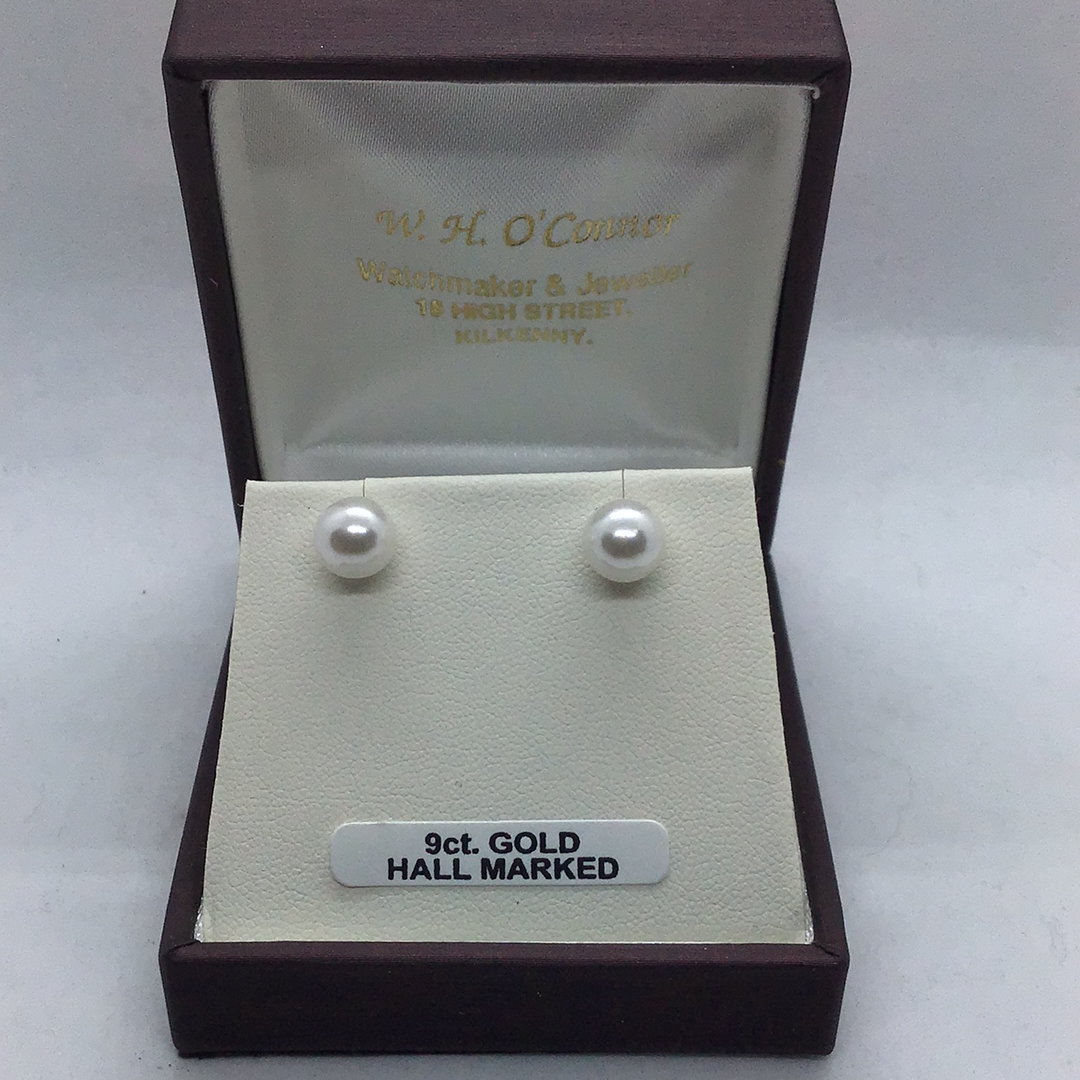 W. H. O'Connor
Watchmaker & Jeweller
18 HIGH STREET.
KILKENNY.
9ct. GOLD
HALL MARKED